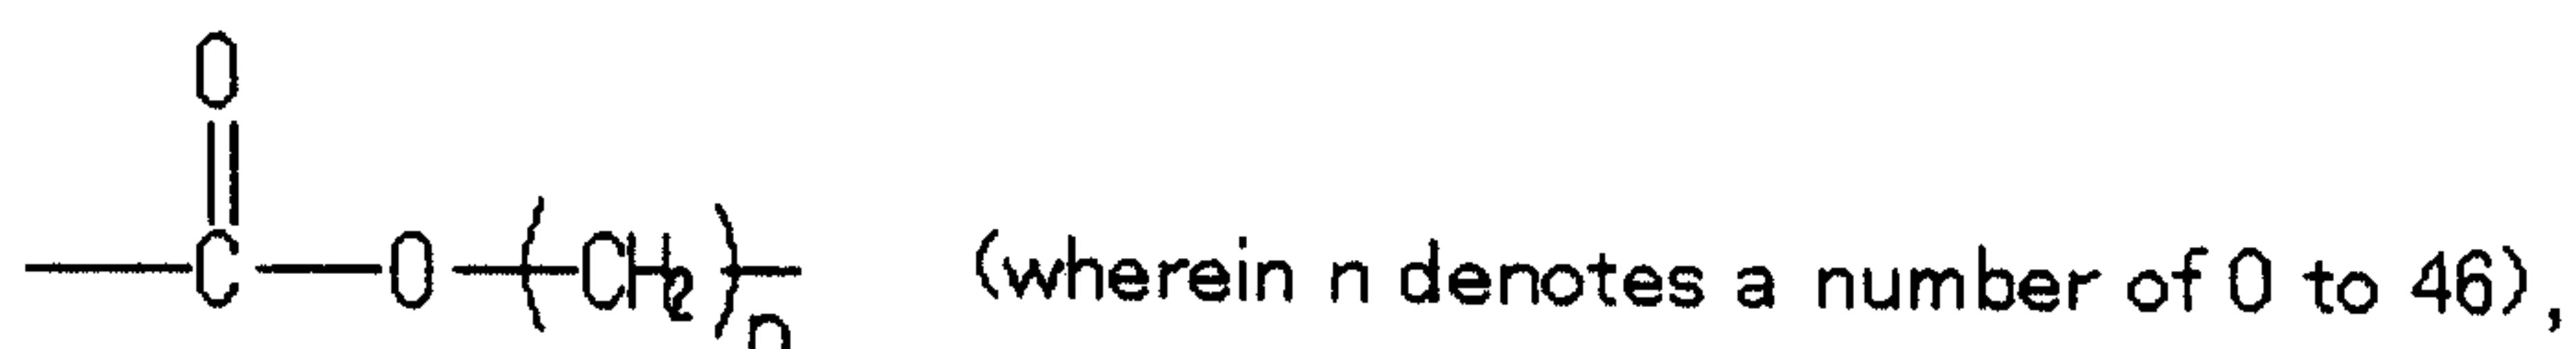 O
—C—O—(CH2)n— (wherein n denotes a number of 0 to 46),